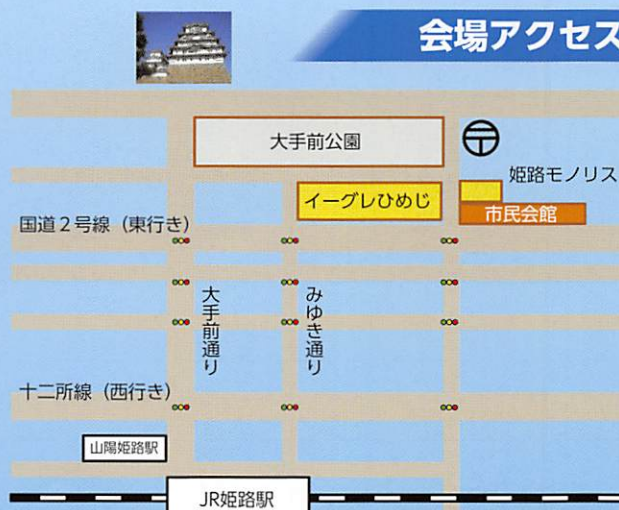 会場アクセス
大手前公園
姫路モノリス
イーグレひめじ
市民会館
国道2号線（東行き）
大手前通り
みゆき通り
十二所線（西行き）
山陽姫路駅
JR姫路駅